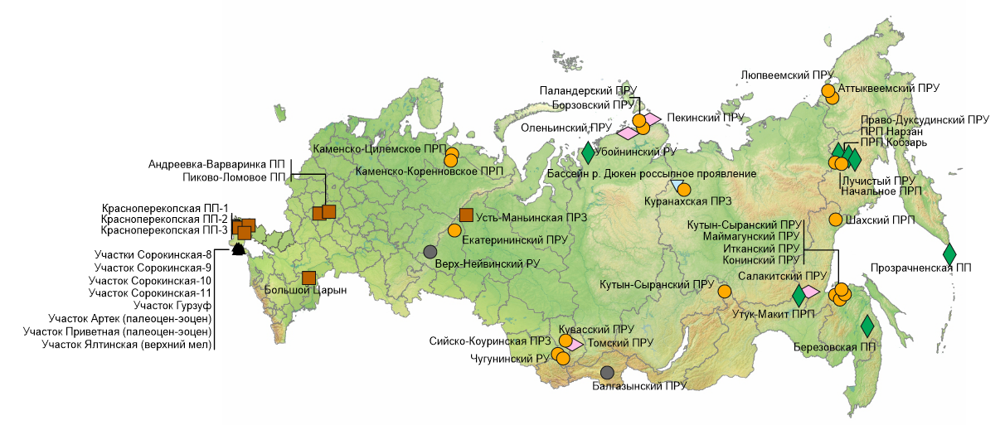 Люпвеемский ПРУ
Аттыквеемский ПРУ
Паландерский ПРУ
Борзовский ПРУ
Пекинский ПРУ
Оленьинский ПРУ
Право-Дуксудинский ПРУ
ПРП Нарзан
ПРП Кобзарь
Каменско-Цилемское ПРП
Убойнинский РУ
Андреевка-Варваринка ПП
Каменско-Коренновское ПРП
Бассейн р. Дюкен россыпное проявление
Пиково-Ломовое ПП
Лучистый ПРУ
Начальное ПРП
Куранахская ПРЗ
Красноперекопская ПП-1
Красноперекопская ПП-2
Красноперекопская ПП-3
Усть-Маньинская ПРЗ
Шахский ПРП
Кутын-Сыранский ПРУ
Маймагунский ПРУ
Итканский ПРУ
Конинский ПРУ
Екатерининский ПРУ
Участки Сорокинская-8
Участок Сорокинская-9
Участок Сорокинская-10
Участок Сорокинская-11
Участок Гурзуф
Участок Артек (палеоцен-эоцен)
Участок Приветная (палеоцен-эоцен)
Участок Ялтинская (верхний мел)
Верх-Нейвинский РУ
Прозрачненская ПП
Салакитский ПРУ
Большой Царын
Кутын-Сыранский ПРУ
Утук-Макит ПРП
Кувасский ПРУ
Сийско-Коуринская ПРЗ
Томский ПРУ
Березовская ПП
Чугунинский РУ
Балгазынский ПРУ